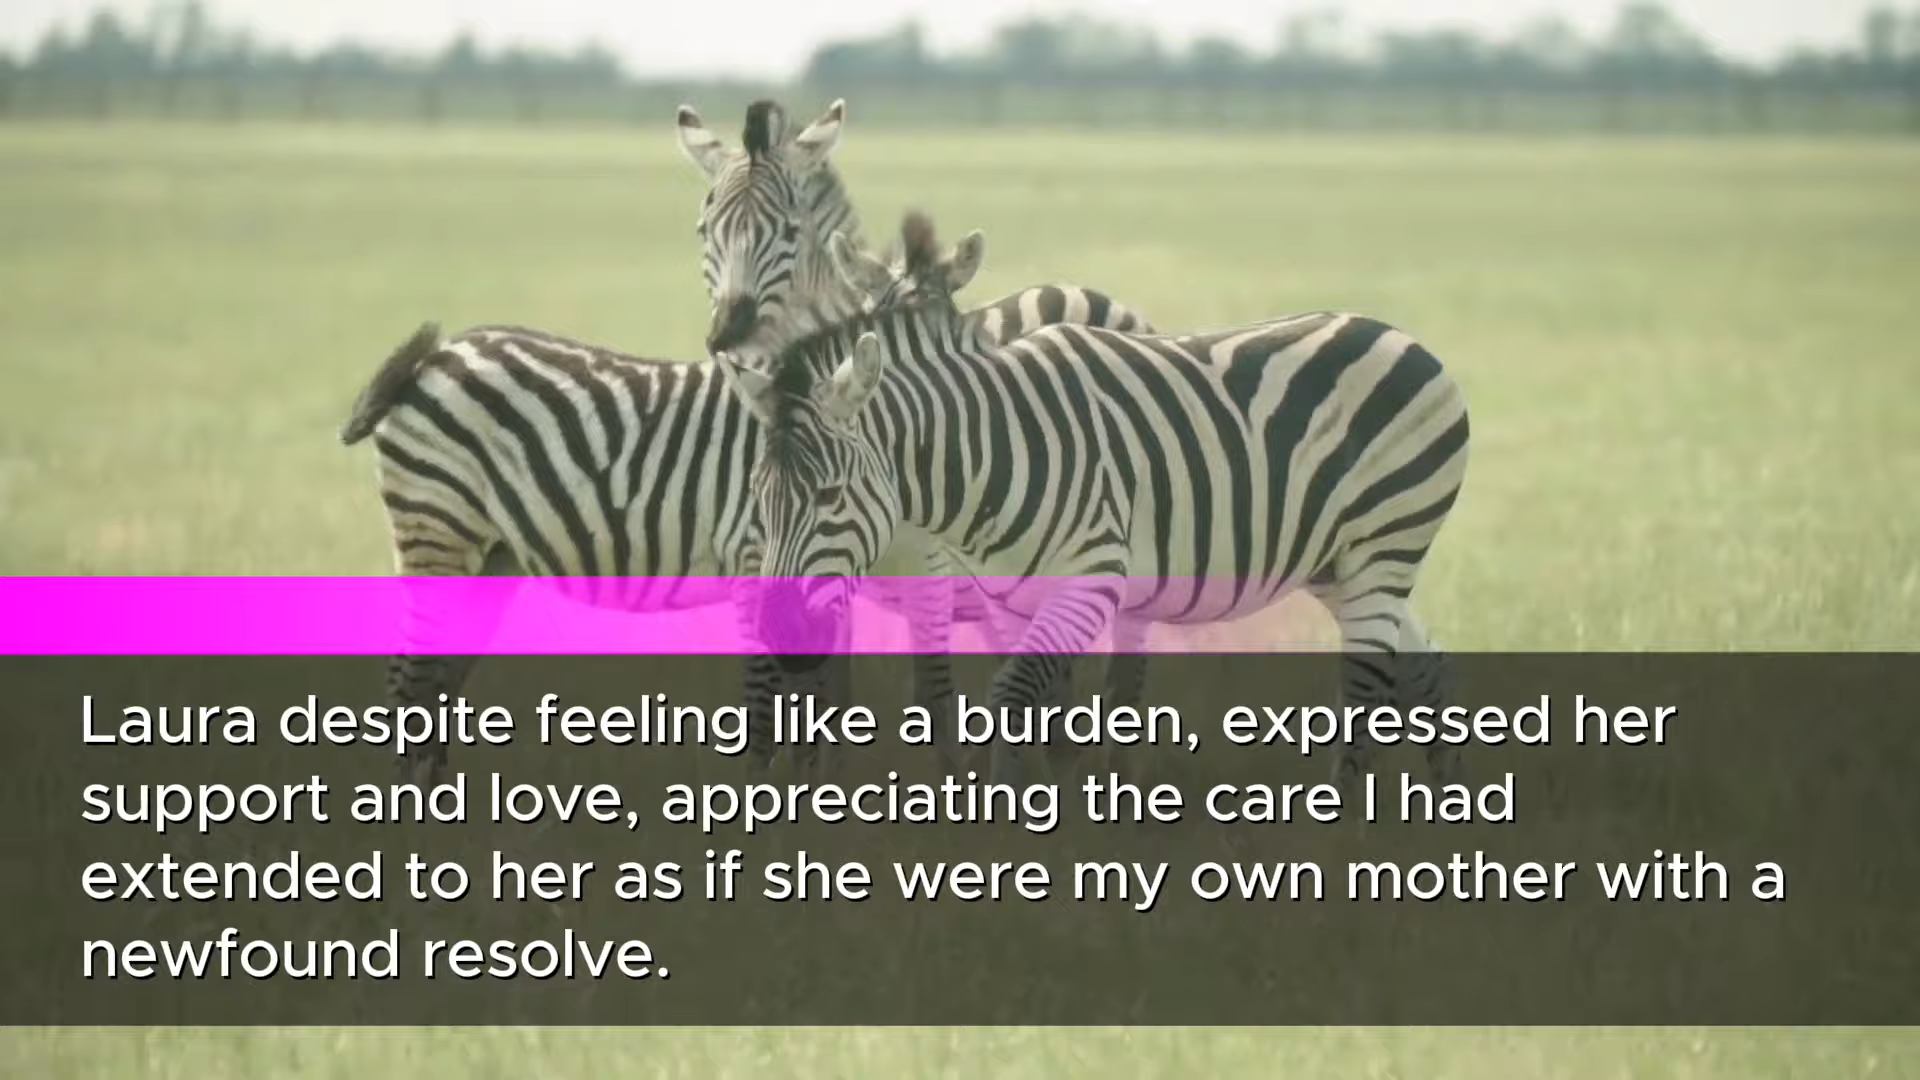 Laura despite feeling like a burden, expressed her
support and love, appreciating the care I had
extended to her as if she were my own mother with a
newfound resolve.